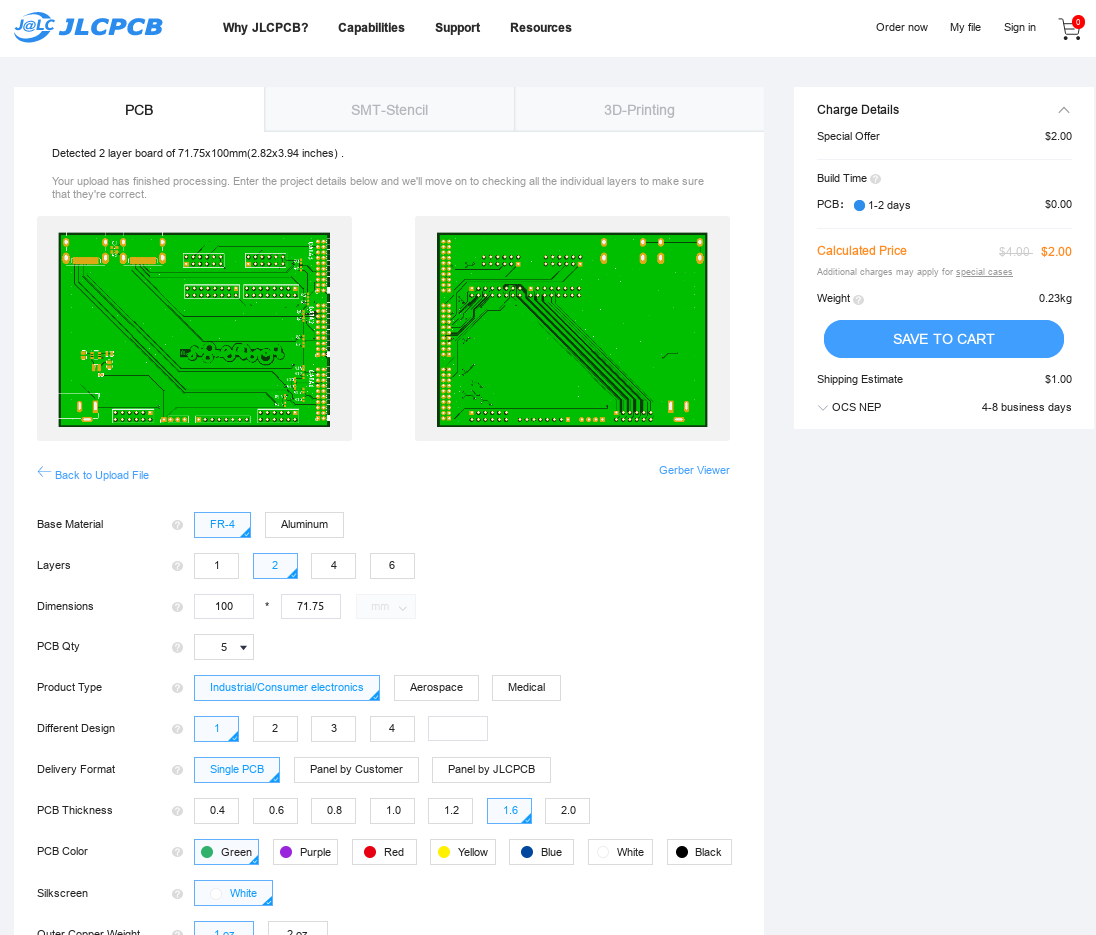 J@LC JLCPCB
Why JLCPCB? Capabilities Support Resources
Order now My file Sign in 0
PCB SMT-Stencil 3D-Printing
Detected 2 layer board of 71.75x100mm(2.82x3.94 inches) .
Your upload has finished processing. Enter the project details below and we'll move on to checking all the individual layers to make sure
that they're correct.
Back to Upload File Gerber Viewer
Base Material ? FR-4 Aluminum
Layers ? 1 2 4 6
Dimensions ? 100 * 71.75 mm
PCB Qty ? 5
Product Type ? Industrial/Consumer electronics Aerospace Medical
Different Design ? 1 2 3 4
Delivery Format ? Single PCB Panel by Customer Panel by JLCPCB
PCB Thickness ? 0.4 0.6 0.8 1.0 1.2 1.6 2.0
PCB Color ? Green Purple Red Yellow Blue White Black
Silkscreen ? White
Outer Copper Weight ? 1 oz 2 oz
Charge Details
Special Offer $2.00
Build Time ?
PCB: 1-2 days $0.00
Calculated Price $4.00 $2.00
Additional charges may apply for special cases
Weight ? 0.23kg
SAVE TO CART
Shipping Estimate $1.00
OCS NEP 4-8 business days